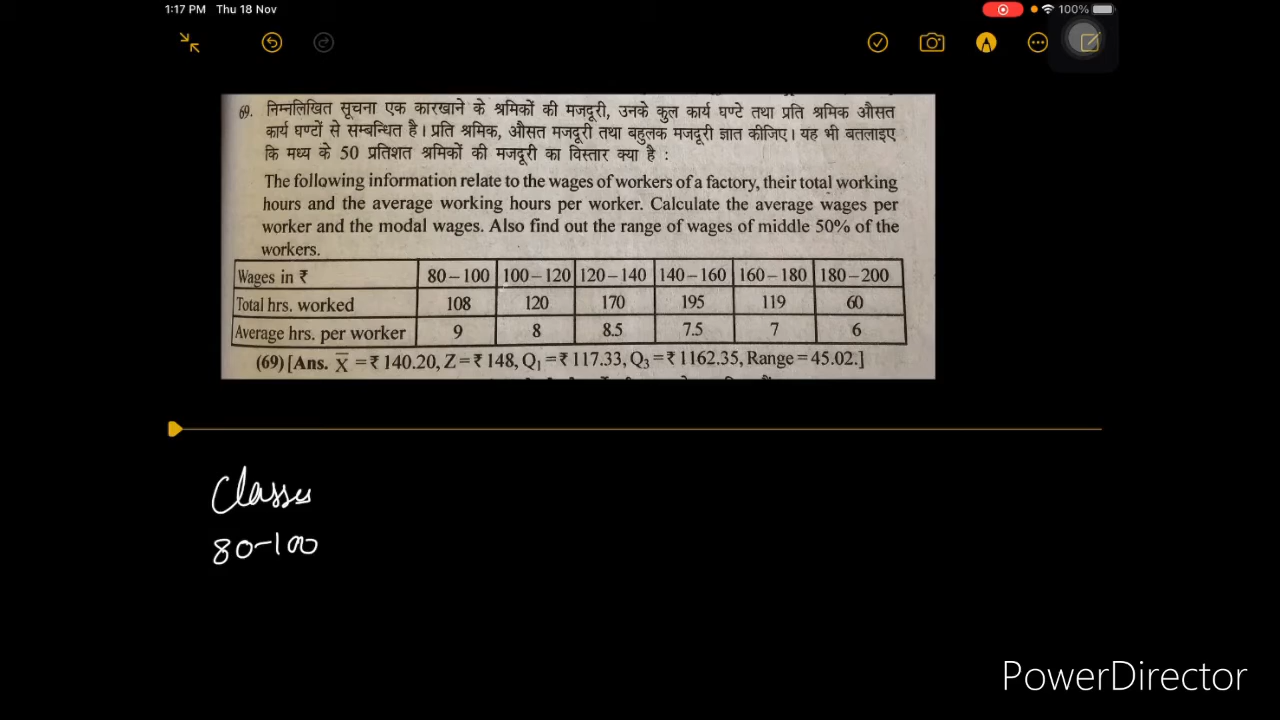 1:17 PM Thu 18 Nov
100%
69. निम्नलिखित सूचना एक कारखाने के श्रमिकों की मजदूरी, उनके कुल कार्य घण्टे तथा प्रति श्रमिक औसत
कार्य घण्टों से सम्बन्धित है। प्रति श्रमिक, औसत मजदूरी तथा बहुलक मजदूरी ज्ञात कीजिए। यह भी बतलाइए
कि मध्य के 50 प्रतिशत श्रमिकों की मजदूरी का विस्तार क्या है :
The following information relate to the wages of workers of a factory, their total working
hours and the average working hours per worker. Calculate the average wages per
worker and the modal wages. Also find out the range of wages of middle 50% of the
workers.
Wages in ₹ 80–100 100–120 120–140 140–160 160–180 180–200
Total hrs. worked 108 120 170 195 119 60
Average hrs. per worker 9 8 8.5 7.5 7 6
(69) [Ans. X̅ = ₹ 140.20, Z = ₹ 148, Q₁ = ₹ 117.33, Q₃ = ₹ 1162.35, Range = 45.02.]
Classes
80-100
PowerDirector